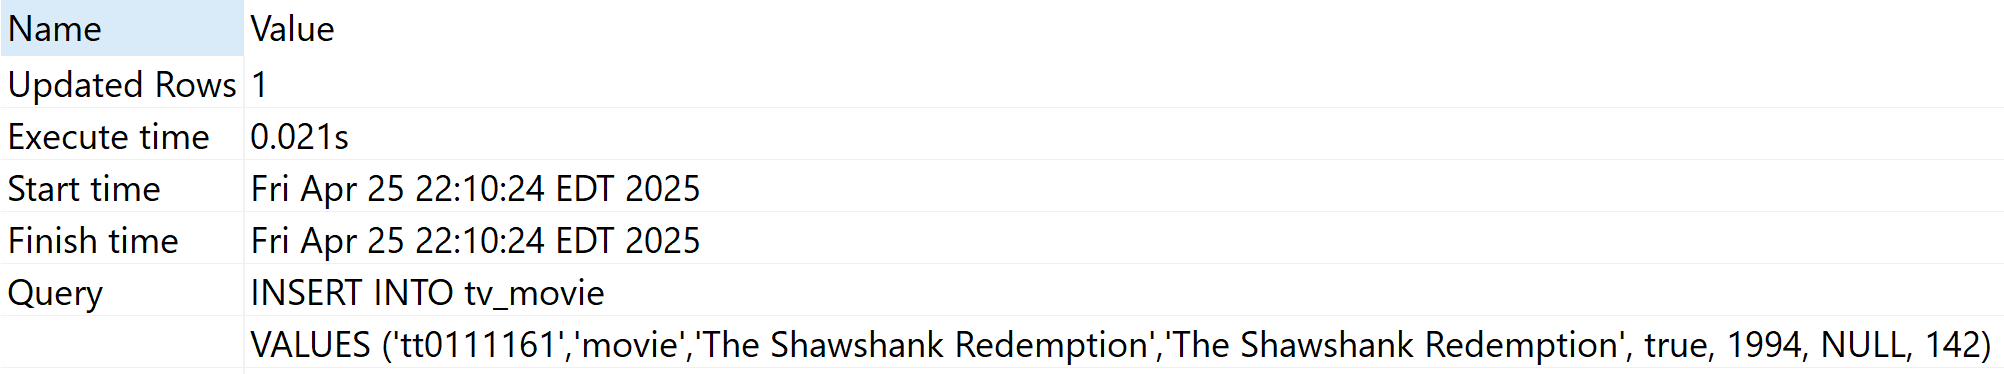 Name Value
Updated Rows 1
Execute time 0.021s
Start time Fri Apr 25 22:10:24 EDT 2025
Finish time Fri Apr 25 22:10:24 EDT 2025
Query INSERT INTO tv_movie
VALUES ('tt0111161','movie','The Shawshank Redemption','The Shawshank Redemption', true, 1994, NULL, 142)